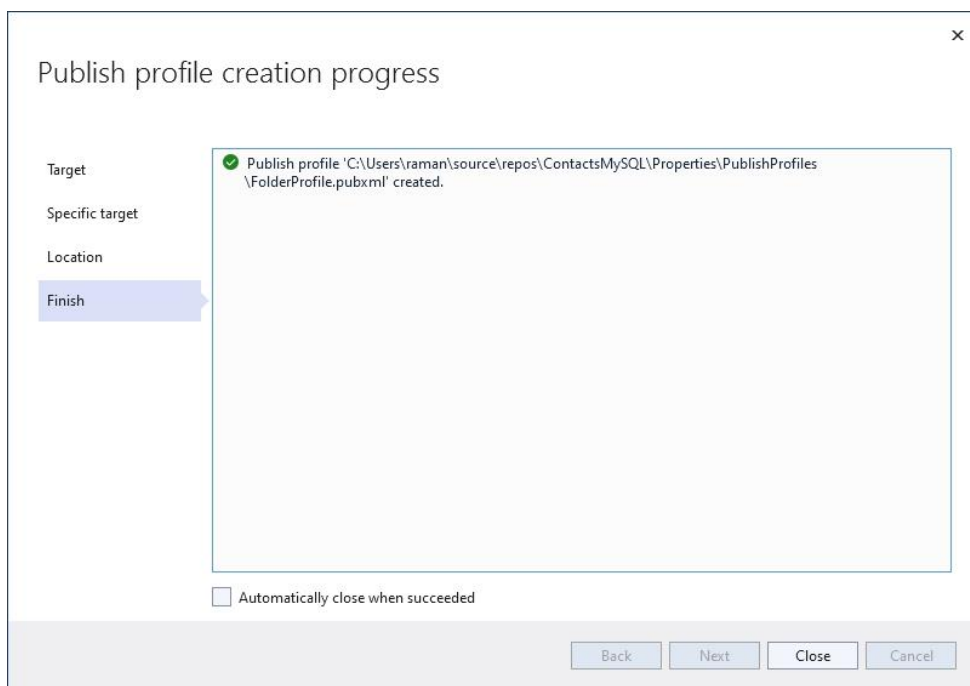 Publish profile creation progress
Target
Specific target
Location
Finish
Publish profile 'C:\Users\raman\source\repos\ContactsMySQL\Properties\PublishProfiles
\FolderProfile.pubxml' created.
Automatically close when succeeded
Back
Next
Close
Cancel